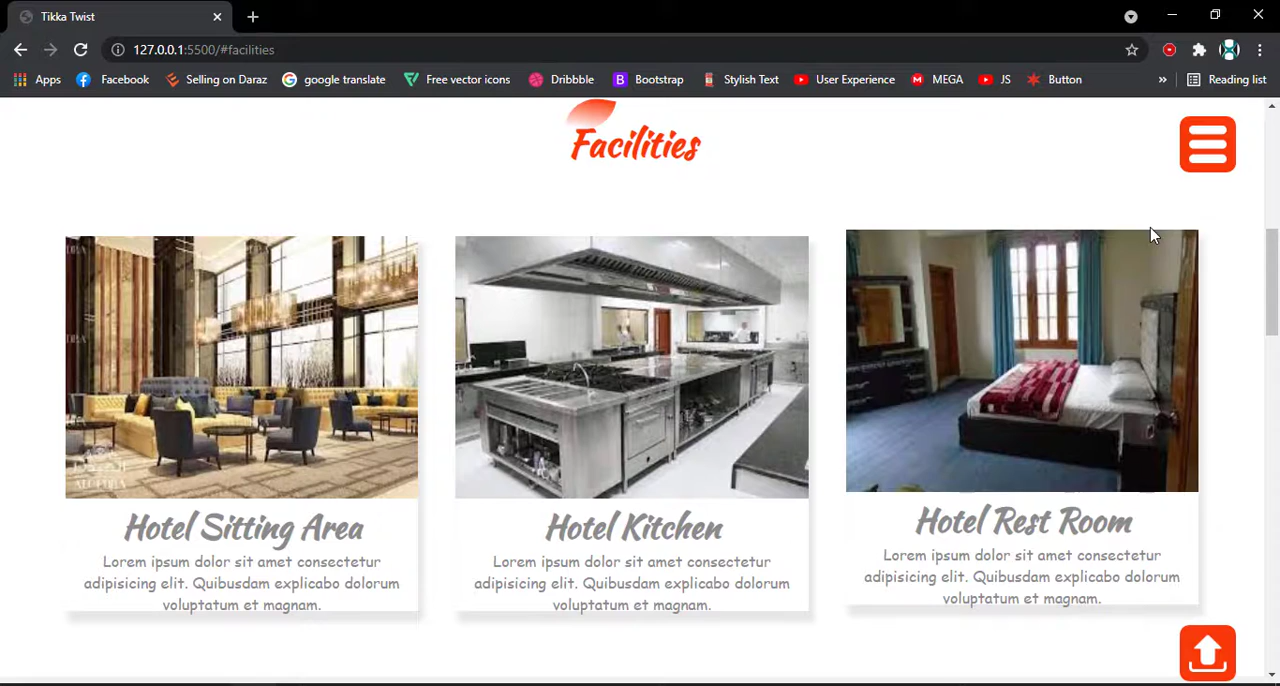 Tikka Twist
127.0.0.1:5500/#facilities
Apps Facebook Selling on Daraz google translate Free vector icons Dribbble Bootstrap Stylish Text User Experience MEGA JS Button » Reading list
Facilities
Hotel Sitting Area
Lorem ipsum dolor sit amet consectetur
adipisicing elit. Quibusdam explicabo dolorum
voluptatum et magnam.
Hotel Kitchen
Lorem ipsum dolor sit amet consectetur
adipisicing elit. Quibusdam explicabo dolorum
voluptatum et magnam.
Hotel Rest Room
Lorem ipsum dolor sit amet consectetur
adipisicing elit. Quibusdam explicabo dolorum
voluptatum et magnam.